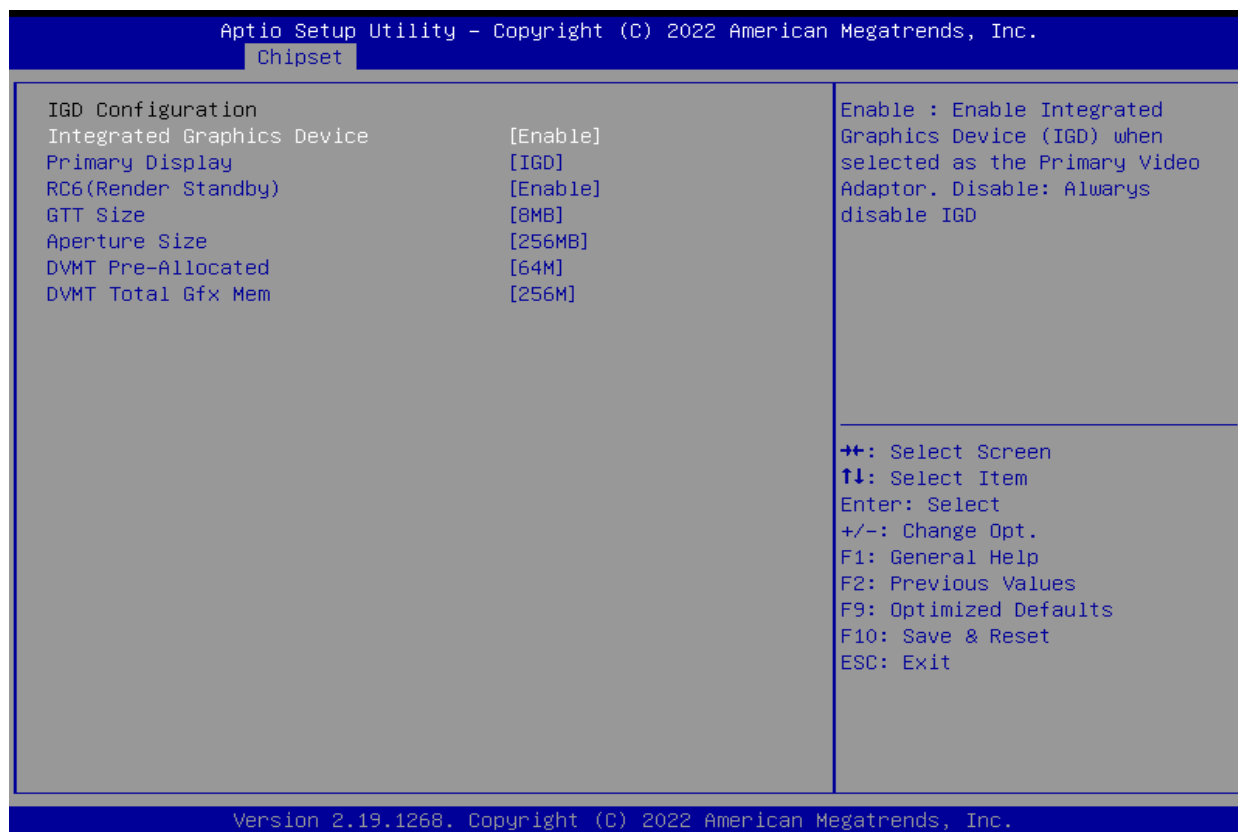 Aptio Setup Utility – Copyright (C) 2022 American Megatrends, Inc.
Chipset
IGD Configuration
Integrated Graphics Device [Enable]
Primary Display [IGD]
RC6(Render Standby) [Enable]
GTT Size [8MB]
Aperture Size [256MB]
DVMT Pre-Allocated [64M]
DVMT Total Gfx Mem [256M]
Enable : Enable Integrated
Graphics Device (IGD) when
selected as the Primary Video
Adaptor. Disable: Alwarys
disable IGD
→←: Select Screen
↑↓: Select Item
Enter: Select
+/-: Change Opt.
F1: General Help
F2: Previous Values
F9: Optimized Defaults
F10: Save & Reset
ESC: Exit
Version 2.19.1268. Copyright (C) 2022 American Megatrends, Inc.